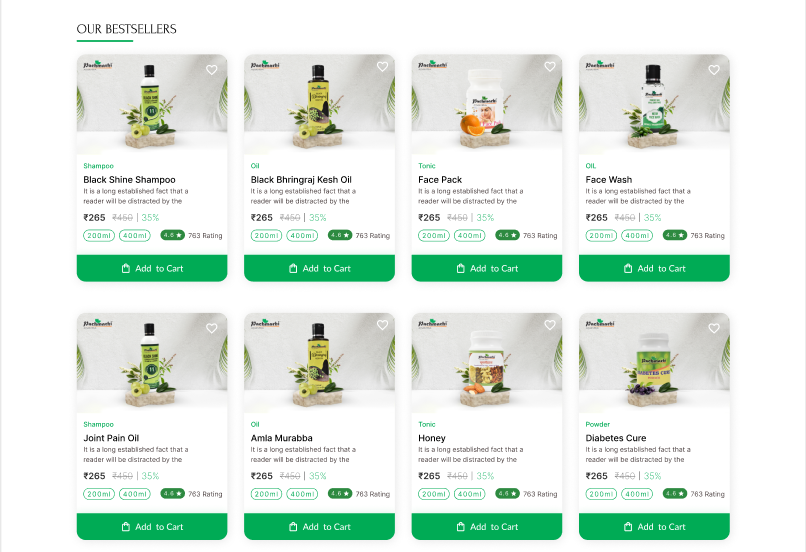 OUR BESTSELLERS
Pachmarhi
Shampoo
Black Shine Shampoo
It is a long established fact that a
reader will be distracted by the
₹265 ₹450 | 35%
200ml 400ml 4.6 ★ 763 Rating
Add to Cart
Pachmarhi
Oil
Black Bhringraj Kesh Oil
It is a long established fact that a
reader will be distracted by the
₹265 ₹450 | 35%
200ml 400ml 4.6 ★ 763 Rating
Add to Cart
Pachmarhi
Tonic
Face Pack
It is a long established fact that a
reader will be distracted by the
₹265 ₹450 | 35%
200ml 400ml 4.6 ★ 763 Rating
Add to Cart
Pachmarhi
OIL
Face Wash
It is a long established fact that a
reader will be distracted by the
₹265 ₹450 | 35%
200ml 400ml 4.6 ★ 763 Rating
Add to Cart
Pachmarhi
Shampoo
Joint Pain Oil
It is a long established fact that a
reader will be distracted by the
₹265 ₹450 | 35%
200ml 400ml 4.6 ★ 763 Rating
Add to Cart
Pachmarhi
Oil
Amla Murabba
It is a long established fact that a
reader will be distracted by the
₹265 ₹450 | 35%
200ml 400ml 4.6 ★ 763 Rating
Add to Cart
Pachmarhi
Tonic
Honey
It is a long established fact that a
reader will be distracted by the
₹265 ₹450 | 35%
200ml 400ml 4.6 ★ 763 Rating
Add to Cart
Pachmarhi
Powder
Diabetes Cure
It is a long established fact that a
reader will be distracted by the
₹265 ₹450 | 35%
200ml 400ml 4.6 ★ 763 Rating
Add to Cart